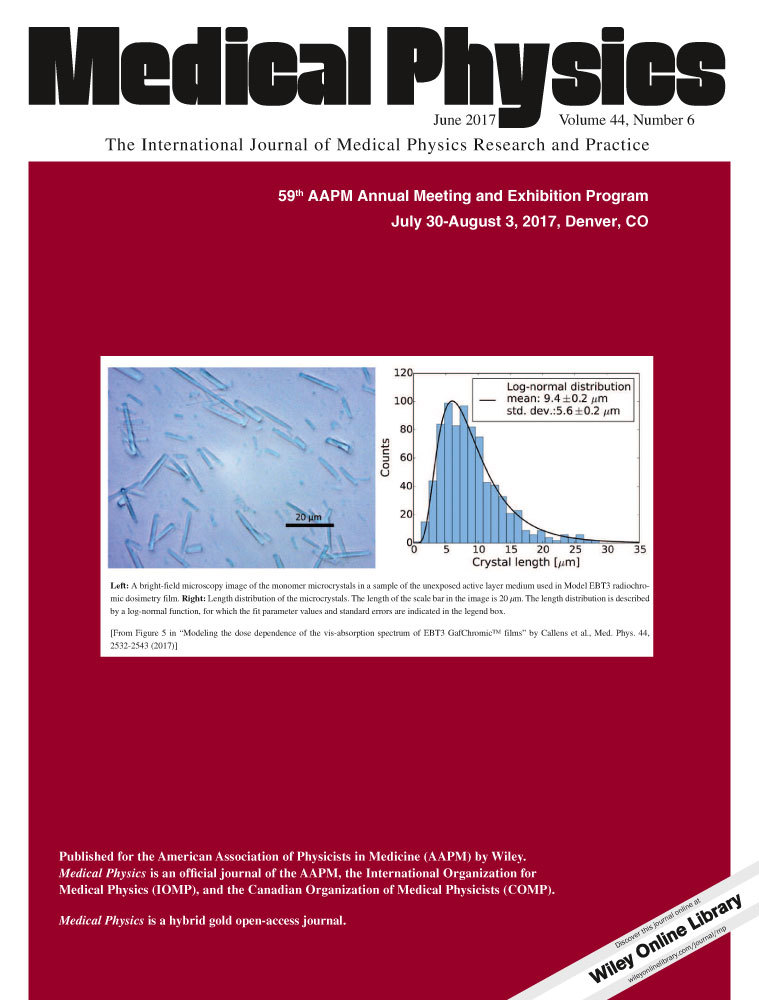 Medical Physics
June 2017 Volume 44, Number 6
The International Journal of Medical Physics Research and Practice
59th AAPM Annual Meeting and Exhibition Program
July 30-August 3, 2017, Denver, CO
20 μm
120
100
80
60
40
20
0
Counts
Log-normal distribution
mean: 9.4±0.2 μm
std. dev.:5.6±0.2 μm
0 5 10 15 20 25 30 35
Crystal length [μm]
Left: A bright-field microscopy image of the monomer microcrystals in a sample of the unexposed active layer medium used in Model EBT3 radiochro-
mic dosimetry film. Right: Length distribution of the microcrystals. The length of the scale bar in the image is 20 μm. The length distribution is described
by a log-normal function, for which the fit parameter values and standard errors are indicated in the legend box.
[From Figure 5 in “Modeling the dose dependence of the vis-absorption spectrum of EBT3 GafChromic™ films” by Callens et al., Med. Phys. 44,
2532-2543 (2017)]
Published for the American Association of Physicists in Medicine (AAPM) by Wiley.
Medical Physics is an official journal of the AAPM, the International Organization for
Medical Physics (IOMP), and the Canadian Organization of Medical Physicists (COMP).
Medical Physics is a hybrid gold open-access journal.
Discover this journal online at
Wiley Online Library
wileyonlinelibrary.com/journal/mp